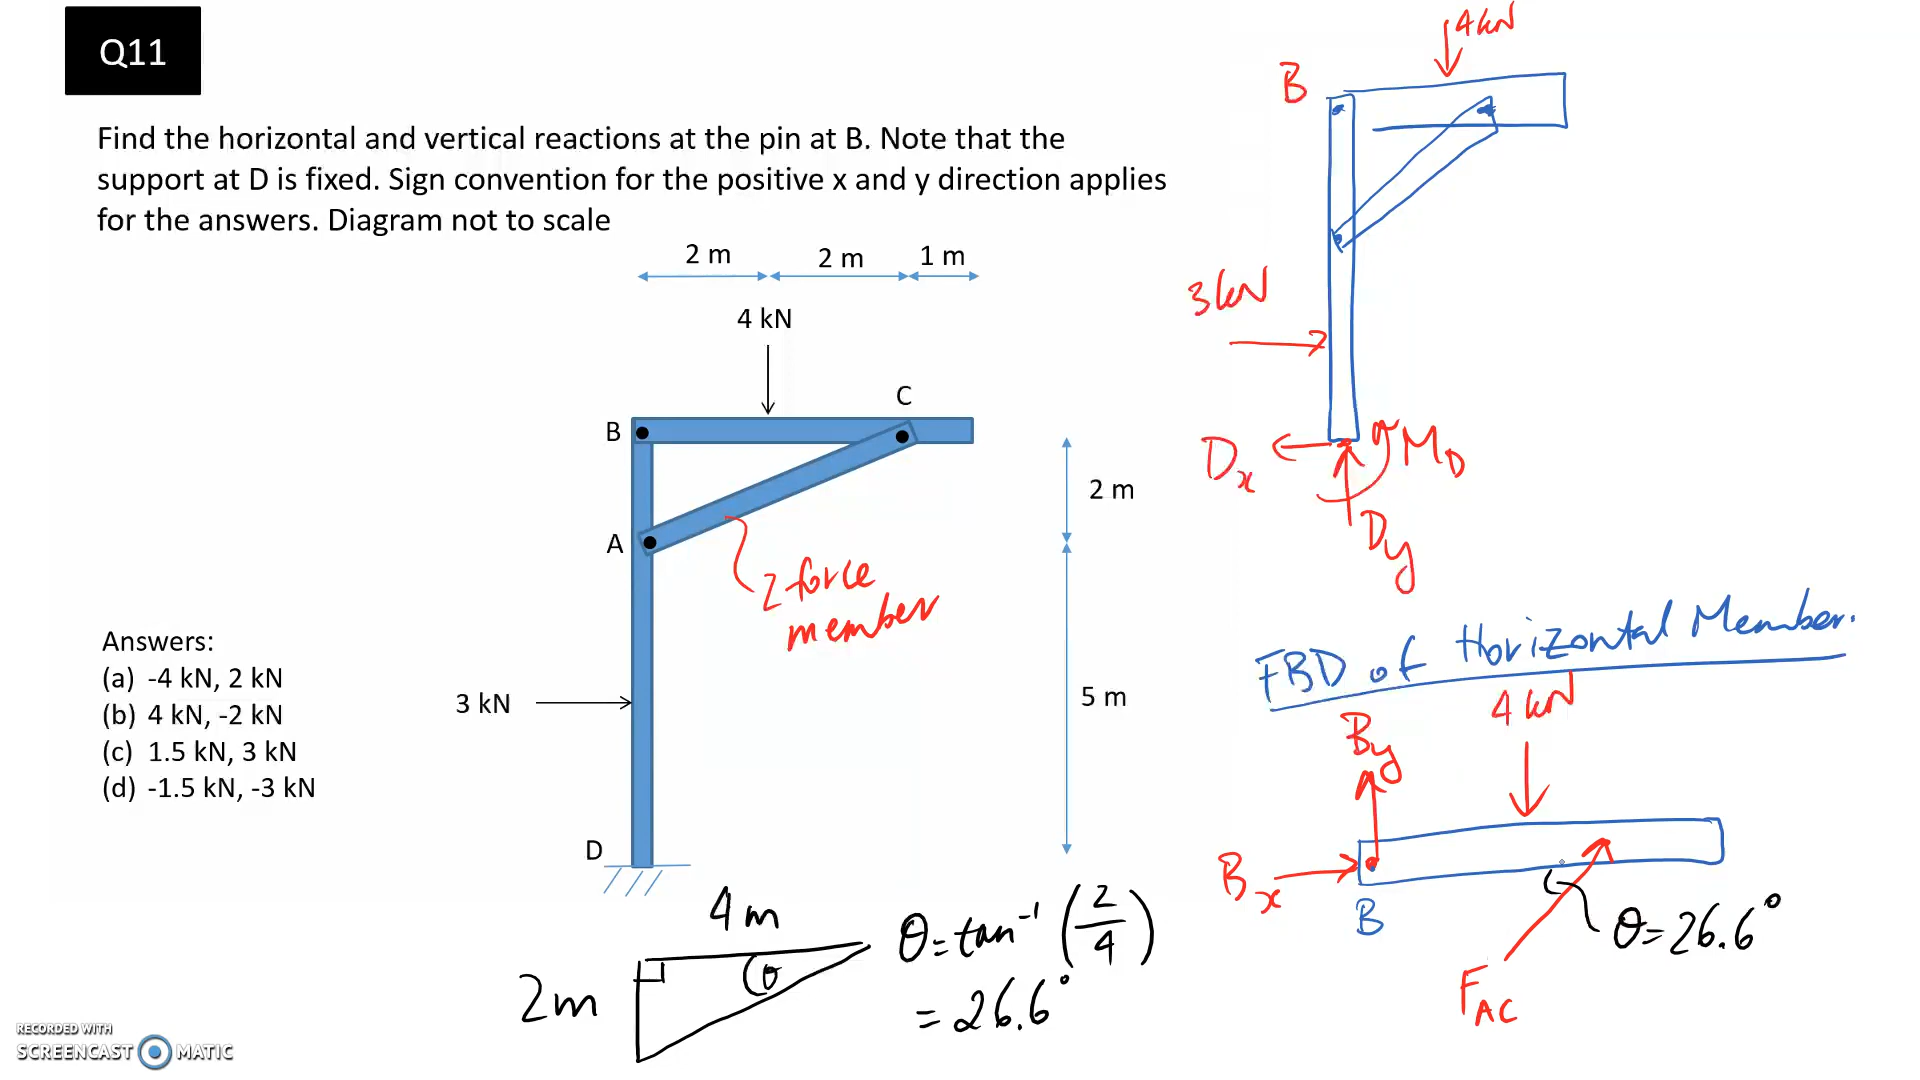 Q11
Find the horizontal and vertical reactions at the pin at B. Note that the
support at D is fixed. Sign convention for the positive x and y direction applies
for the answers. Diagram not to scale
2 m
2 m
1 m
4 kN
B
C
A
2 m
5 m
3 kN
D
2 force
member
Answers:
(a) -4 kN, 2 kN
(b) 4 kN, -2 kN
(c) 1.5 kN, 3 kN
(d) -1.5 kN, -3 kN
4m
2m
θ
θ = tan⁻¹ (2/4)
= 26.6°
4kN
B
3kN
Dx
MD
Dy
FBD of Horizontal Member.
4 kN
By
Bx
B
θ = 26.6°
FAC
RECORDED WITH
SCREENCAST MATIC